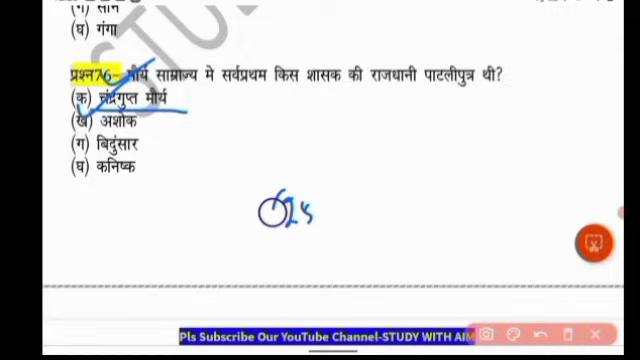 (ग) सोन
(घ) गंगा
प्रश्न76- मौर्य साम्राज्य मे सर्वप्रथम किस शासक की राजधानी पाटलीपुत्र थी?
(क) चंद्रगुप्त मौर्य
(ख) अशोक
(ग) बिदुंसार
(घ) कनिष्क
Pls Subscribe Our YouTube Channel-STUDY WITH AIM